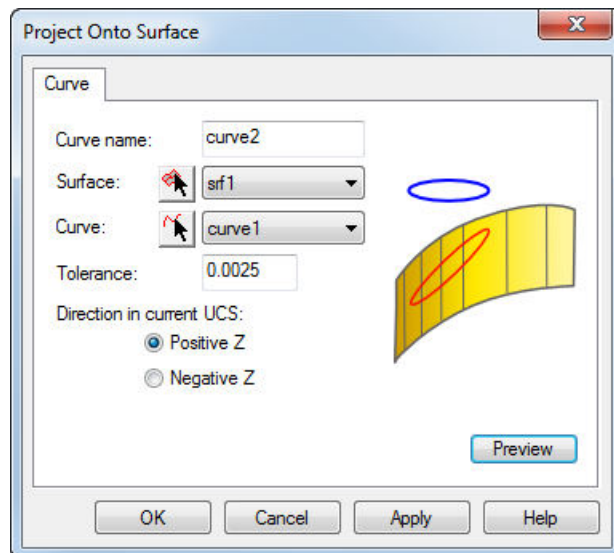 Project Onto Surface
Curve
Curve name: curve2
Surface: srf1
Curve: curve1
Tolerance: 0.0025
Direction in current UCS:
Positive Z
Negative Z
Preview
OK Cancel Apply Help